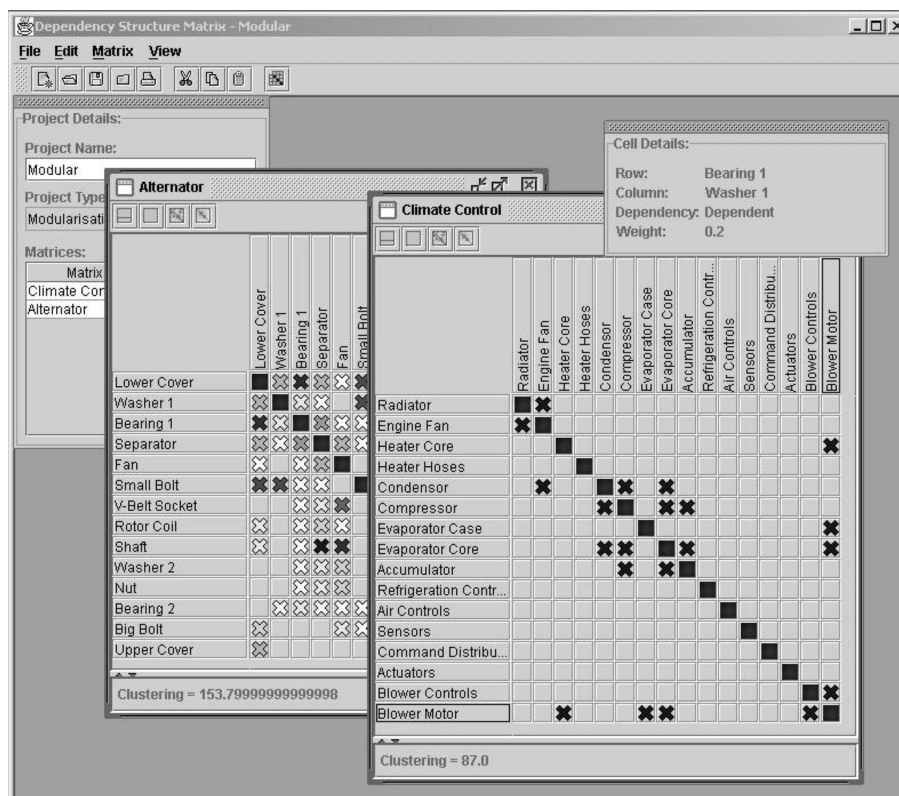 Dependency Structure Matrix - Modular
File Edit Matrix View
Project Details:
Project Name:
Modular
Project Type
Modularisati
Matrices:
Matrix
Climate Cor
Alternator
Alternator
Lower Cover
Washer 1
Bearing 1
Separator
Fan
Small Bolt
Lower Cover
Washer 1
Bearing 1
Separator
Fan
Small Bolt
V-Belt Socket
Rotor Coil
Shaft
Washer 2
Nut
Bearing 2
Big Bolt
Upper Cover
Clustering = 153.79999999999998
Climate Control
Radiator
Engine Fan
Heater Core
Heater Hoses
Condensor
Compressor
Evaporator Case
Evaporator Core
Accumulator
Refrigeration Contr...
Air Controls
Sensors
Command Distribu...
Actuators
Blower Controls
Blower Motor
Radiator
Engine Fan
Heater Core
Heater Hoses
Condensor
Compressor
Evaporator Case
Evaporator Core
Accumulator
Refrigeration Contr...
Air Controls
Sensors
Command Distribu...
Actuators
Blower Controls
Blower Motor
Clustering = 87.0
Cell Details:
Row: Bearing 1
Column: Washer 1
Dependency: Dependent
Weight: 0.2